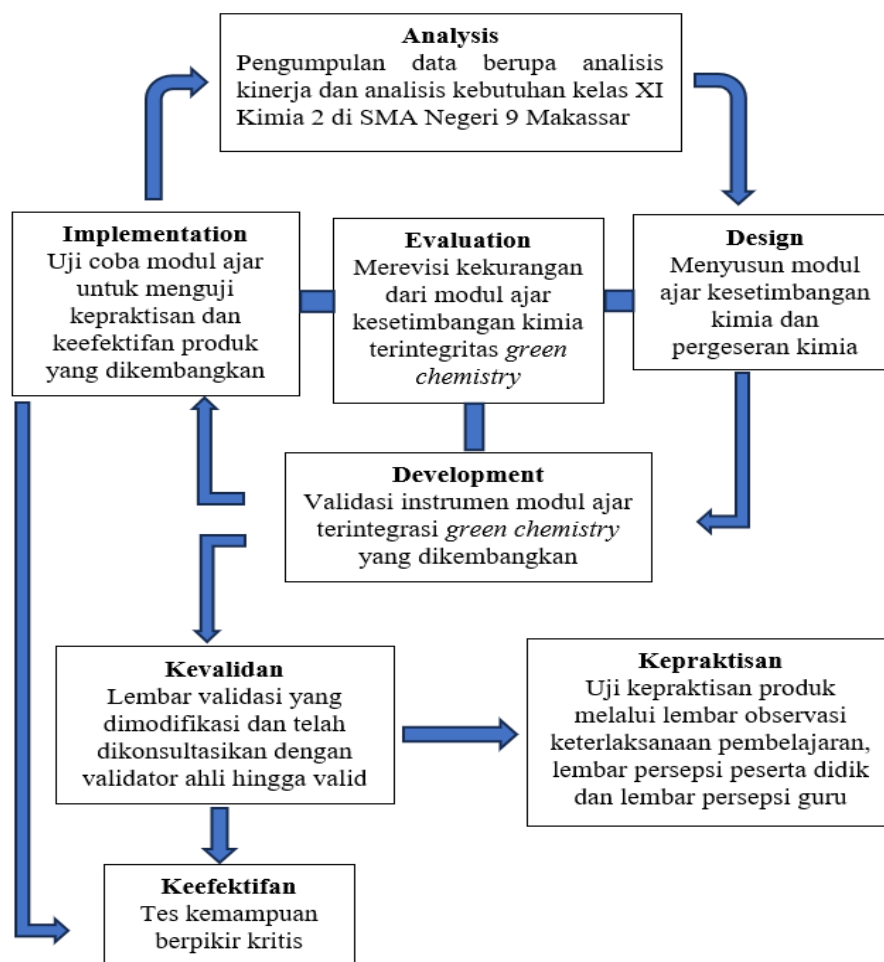 Analysis
Pengumpulan data berupa analisis
kinerja dan analisis kebutuhan kelas XI
Kimia 2 di SMA Negeri 9 Makassar
Implementation
Uji coba modul ajar
untuk menguji
kepraktisan dan
keefektifan produk
yang dikembangkan
Evaluation
Merevisi kekurangan
dari modul ajar
kesetimbangan kimia
terintegritas green
chemistry
Design
Menyusun modul
ajar kesetimbangan
kimia dan
pergeseran kimia
Development
Validasi instrumen modul ajar
terintegrasi green chemistry
yang dikembangkan
Kevalidan
Lembar validasi yang
dimodifikasi dan telah
dikonsultasikan dengan
validator ahli hingga valid
Kepraktisan
Uji kepraktisan produk
melalui lembar observasi
keterlaksanaan pembelajaran,
lembar persepsi peserta didik
dan lembar persepsi guru
Keefektifan
Tes kemampuan
berpikir kritis